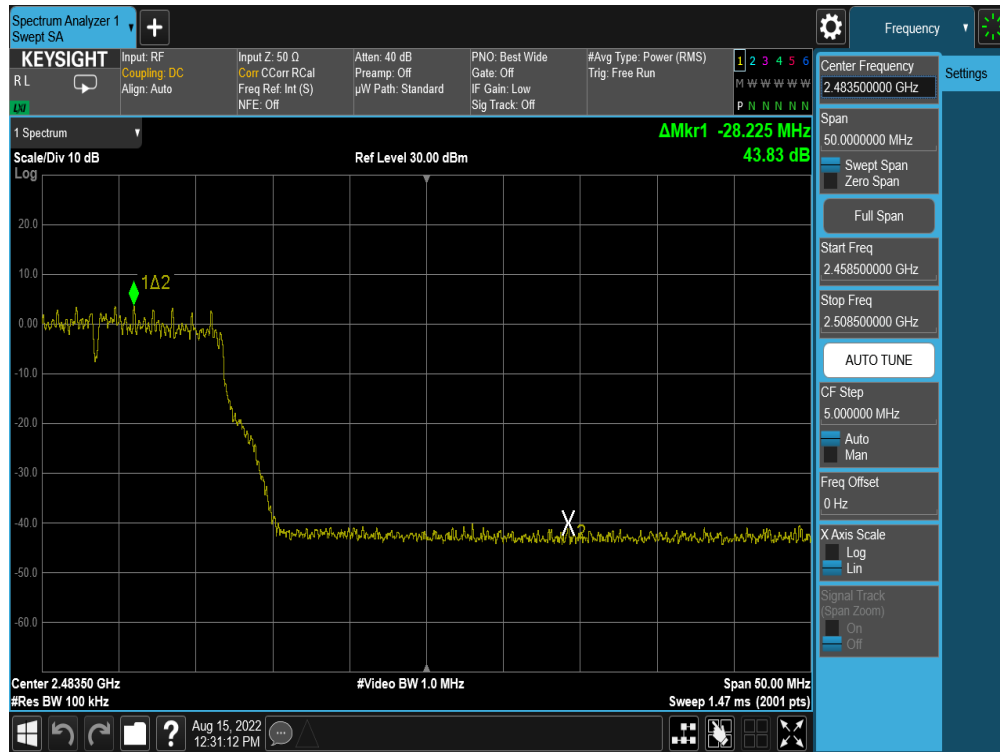 Spectrum Analyzer 1
Swept SA
+
Frequency
KEYSIGHT
R L
LXI
Input: RF
Coupling: DC
Align: Auto
Input Z: 50 Ω
Corr CCorr RCal
Freq Ref: Int (S)
NFE: Off
Atten: 40 dB
Preamp: Off
µW Path: Standard
PNO: Best Wide
Gate: Off
IF Gain: Low
Sig Track: Off
#Avg Type: Power (RMS)
Trig: Free Run
1 2 3 4 5 6
M W W W W W
P N N N N N
1 Spectrum
Scale/Div 10 dB
Log
Ref Level 30.00 dBm
ΔMkr1 -28.225 MHz
43.83 dB
20.0
10.0
0.00
-10.0
-20.0
-30.0
-40.0
-50.0
-60.0
1Δ2
X2
Center 2.48350 GHz
#Res BW 100 kHz
#Video BW 1.0 MHz
Span 50.00 MHz
Sweep 1.47 ms (2001 pts)
Center Frequency
2.483500000 GHz
Settings
Span
50.0000000 MHz
Swept Span
Zero Span
Full Span
Start Freq
2.458500000 GHz
Stop Freq
2.508500000 GHz
AUTO TUNE
CF Step
5.000000 MHz
Auto
Man
Freq Offset
0 Hz
X Axis Scale
Log
Lin
Signal Track
(Span Zoom)
On
Off
?
Aug 15, 2022
12:31:12 PM